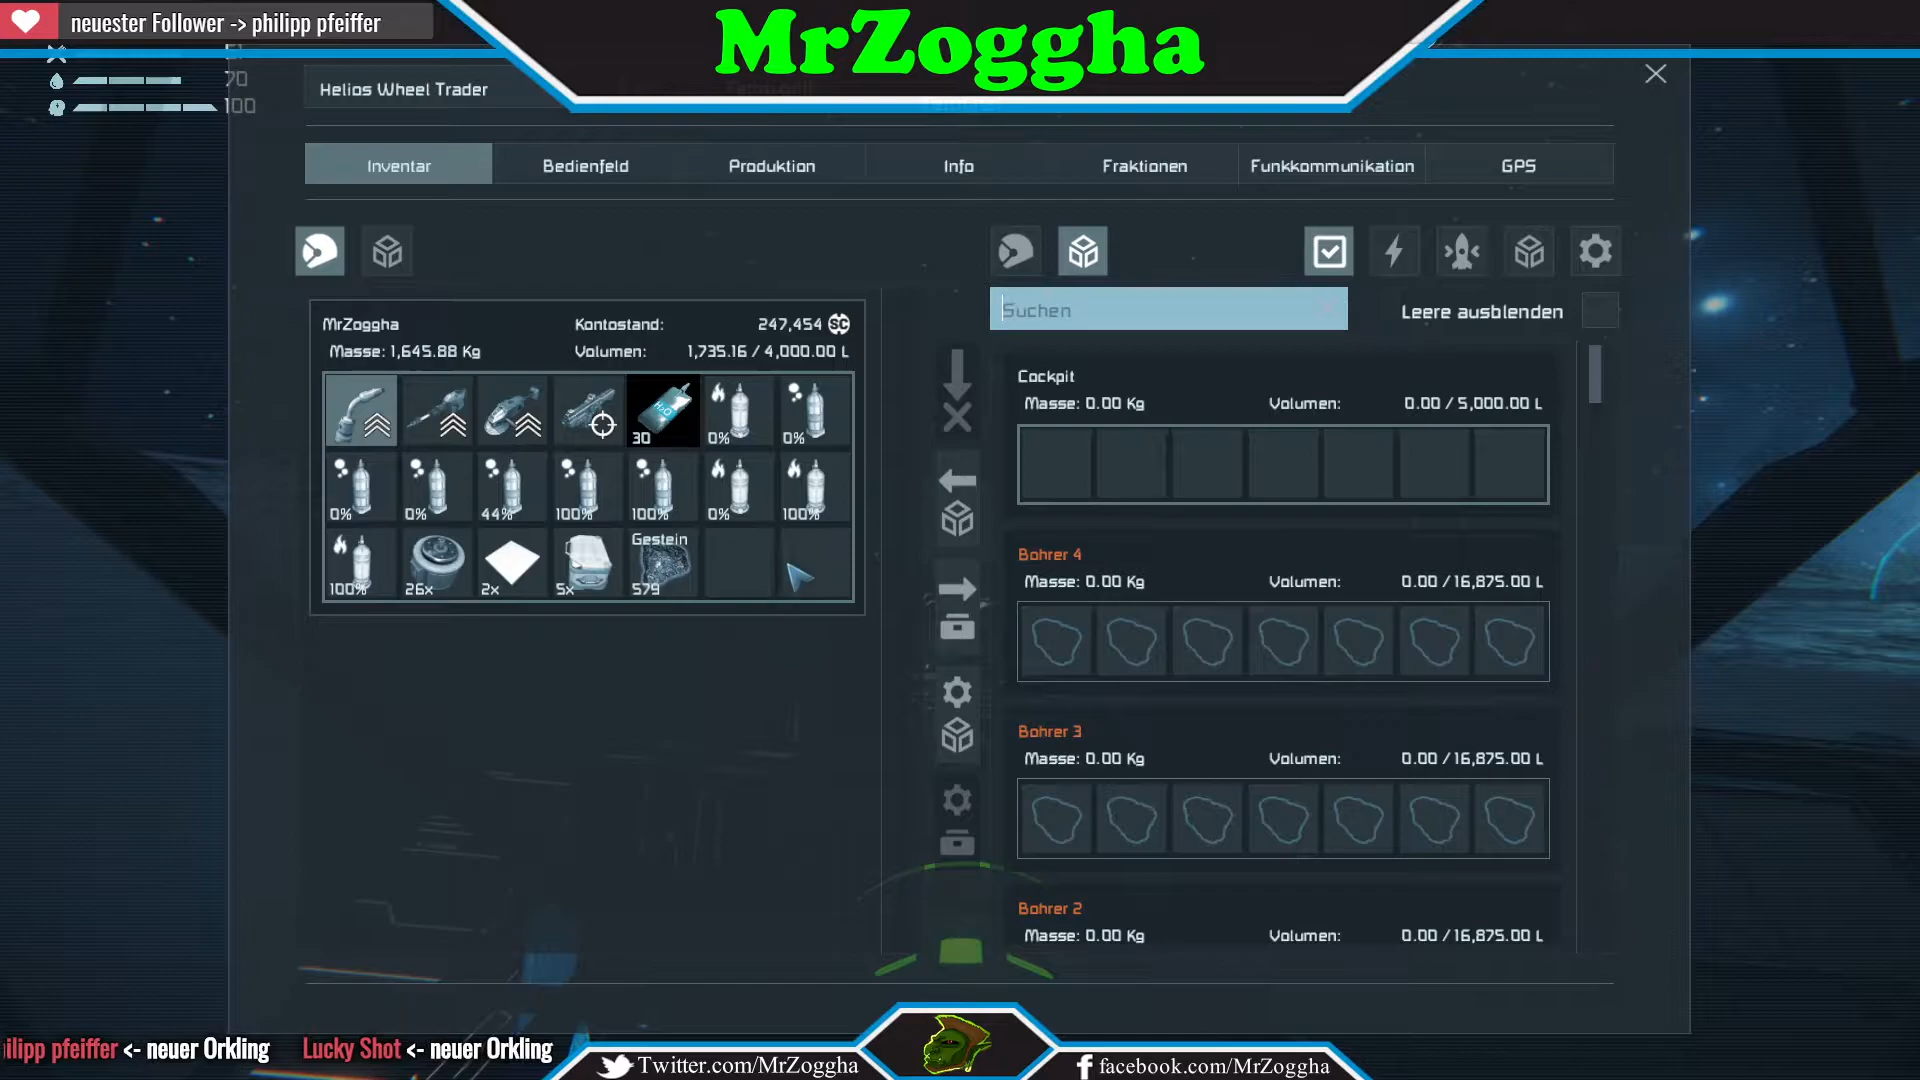 neuester Follower -> philipp pfeiffer
MrZoggha
70
100
Helios Wheel Trader
Inventar
Bedienfeld
Produktion
Info
Fraktionen
Funkkommunikation
GPS
Suchen
Leere ausblenden
MrZoggha
Kontostand:
247,454 SC
Masse: 1,645.88 Kg
Volumen:
1,735.16 / 4,000.00 L
H2O
30
0%
0%
0%
0%
44%
100%
100%
0%
100%
Gestein
100%
26x
2x
5x
579
Cockpit
Masse: 0.00 Kg
Volumen:
0.00 / 5,000.00 L
Bohrer 4
Masse: 0.00 Kg
Volumen:
0.00 / 16,875.00 L
Bohrer 3
Masse: 0.00 Kg
Volumen:
0.00 / 16,875.00 L
Bohrer 2
Masse: 0.00 Kg
Volumen:
0.00 / 16,875.00 L
ilipp pfeiffer <- neuer Orkling
Lucky Shot <- neuer Orkling
Twitter.com/MrZoggha
facebook.com/MrZoggha